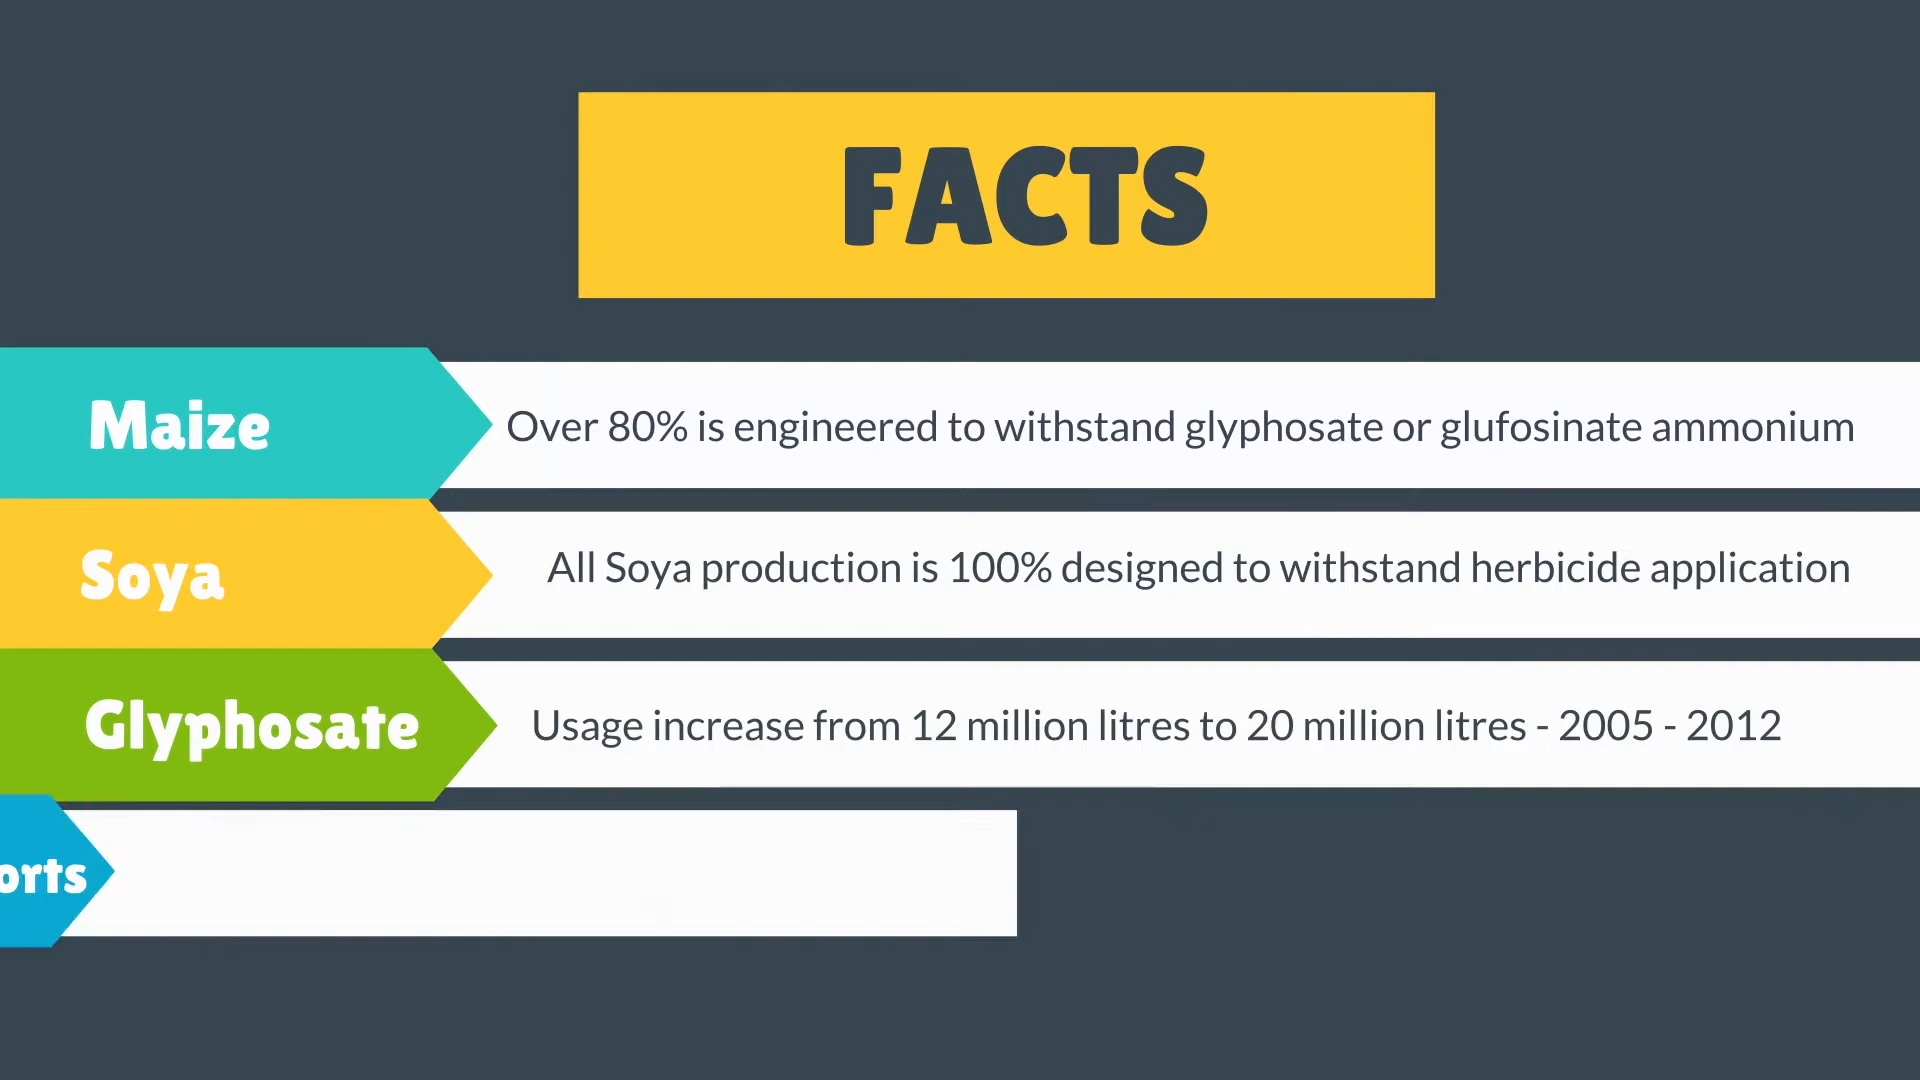 FACTS
Maize
Over 80% is engineered to withstand glyphosate or glufosinate ammonium
Soya
All Soya production is 100% designed to withstand herbicide application
Glyphosate
Usage increase from 12 million litres to 20 million litres - 2005 - 2012